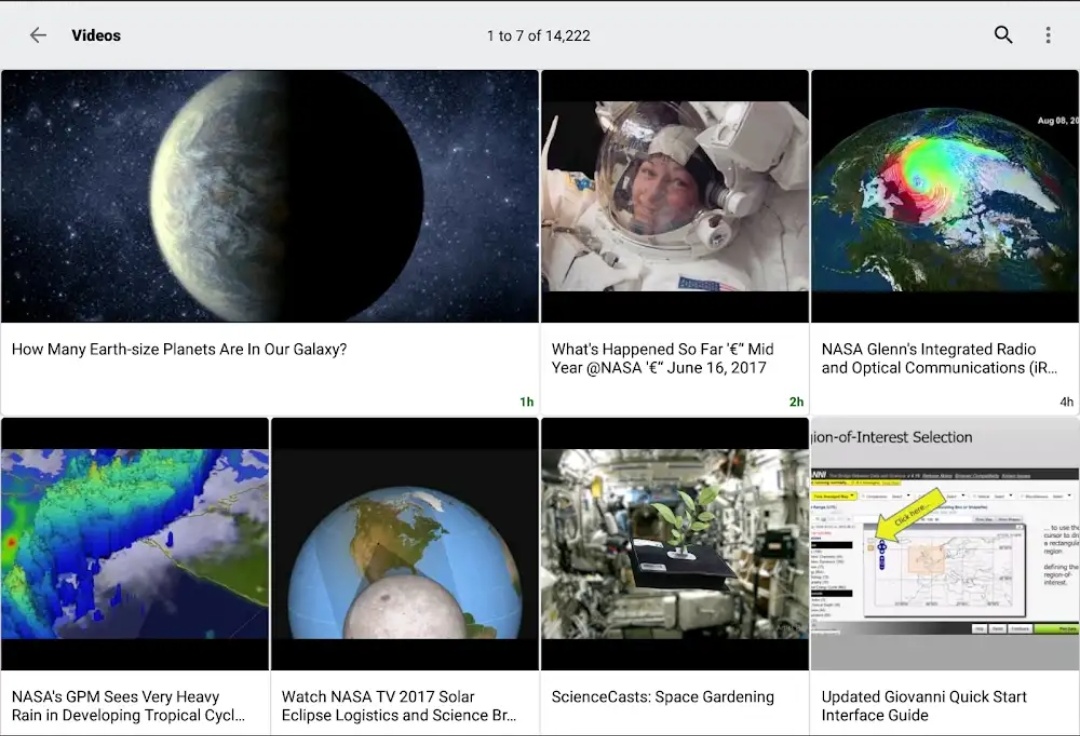 Videos
1 to 7 of 14,222
Aug 08, 20
How Many Earth-size Planets Are In Our Galaxy?
1h
What's Happened So Far '€“ Mid
Year @NASA '€“ June 16, 2017
2h
NASA Glenn's Integrated Radio
and Optical Communications (iR...
4h
gion-of-Interest Selection
Click here...
... to use the
cursor to dr
a rectangula
region
defining the
region-of-
interest.
NASA's GPM Sees Very Heavy
Rain in Developing Tropical Cycl...
Watch NASA TV 2017 Solar
Eclipse Logistics and Science Br...
ScienceCasts: Space Gardening
Updated Giovanni Quick Start
Interface Guide